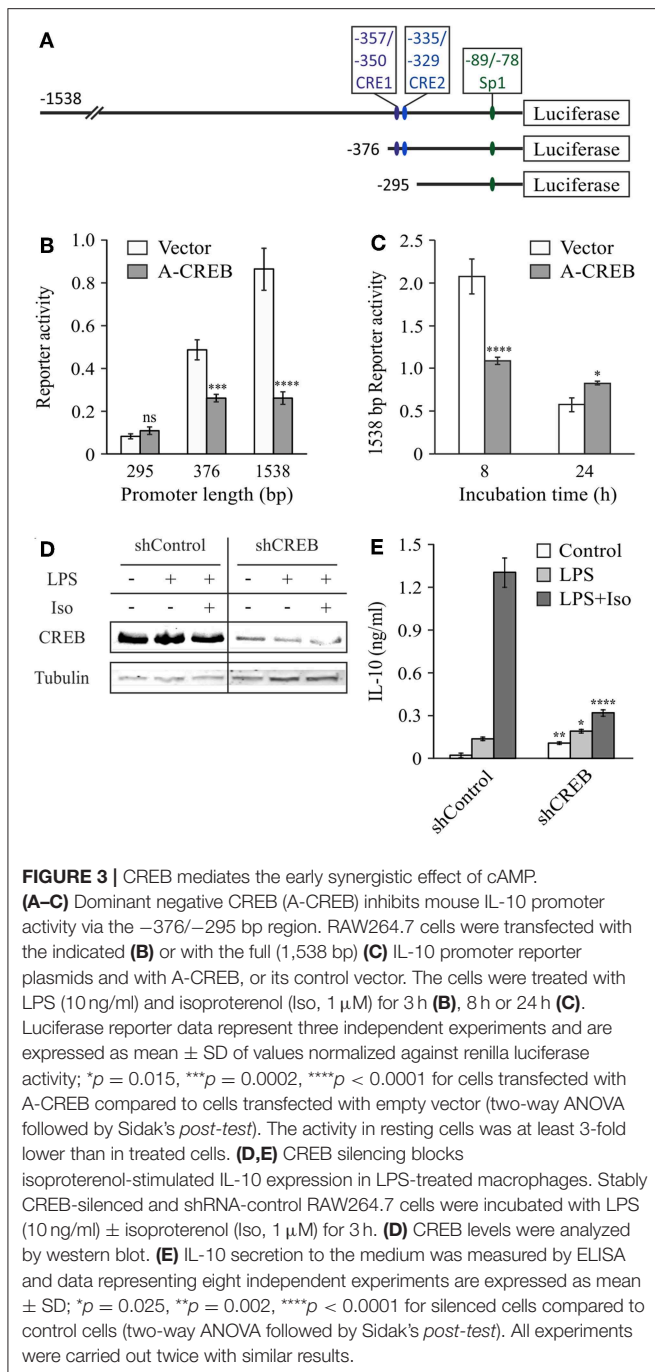 A
-357/
-350
CRE1
-335/
-329
CRE2
-89/-78
Sp1
-1538
Luciferase
-376
Luciferase
-295
Luciferase
B
Vector
A-CREB
Reporter activity
1.0
0.8
0.6
0.4
0.2
0
ns
***
****
295 376 1538
Promoter length (bp)
C
Vector
A-CREB
1538 bp Reporter activity
2.5
2.0
1.5
1.0
0.5
0
****
*
8 24
Incubation time (h)
D
shControl shCREB
LPS - + + - + +
Iso - - + - - +
CREB
Tubulin
E
Control
LPS
LPS+Iso
IL-10 (ng/ml)
1.5
1.2
0.9
0.6
0.3
0
** * ****
shControl
shCREB
FIGURE 3 | CREB mediates the early synergistic effect of cAMP.
(A–C) Dominant negative CREB (A-CREB) inhibits mouse IL-10 promoter
activity via the −376/−295 bp region. RAW264.7 cells were transfected with
the indicated (B) or with the full (1,538 bp) (C) IL-10 promoter reporter
plasmids and with A-CREB, or its control vector. The cells were treated with
LPS (10 ng/ml) and isoproterenol (Iso, 1 μM) for 3 h (B), 8 h or 24 h (C).
Luciferase reporter data represent three independent experiments and are
expressed as mean ± SD of values normalized against renilla luciferase
activity; *p = 0.015, ***p = 0.0002, ****p < 0.0001 for cells transfected with
A-CREB compared to cells transfected with empty vector (two-way ANOVA
followed by Sidak's post-test). The activity in resting cells was at least 3-fold
lower than in treated cells. (D,E) CREB silencing blocks
isoproterenol-stimulated IL-10 expression in LPS-treated macrophages. Stably
CREB-silenced and shRNA-control RAW264.7 cells were incubated with LPS
(10 ng/ml) ± isoproterenol (Iso, 1 μM) for 3 h. (D) CREB levels were analyzed
by western blot. (E) IL-10 secretion to the medium was measured by ELISA
and data representing eight independent experiments are expressed as mean
± SD; *p = 0.025, **p = 0.002, ****p < 0.0001 for silenced cells compared to
control cells (two-way ANOVA followed by Sidak's post-test). All experiments
were carried out twice with similar results.